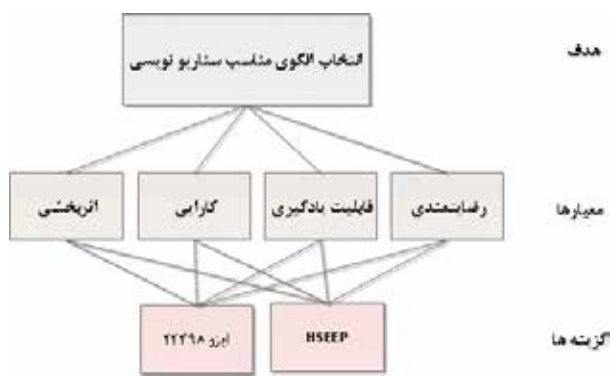 هدف
انتخاب الگوی مناسب سناریو نویسی
معیارها
رضایتمندی
قابلیت یادگیری
کارایی
اثربخشی
گزینه ها
HSEEP
ایزو ۲۲۳۹۸